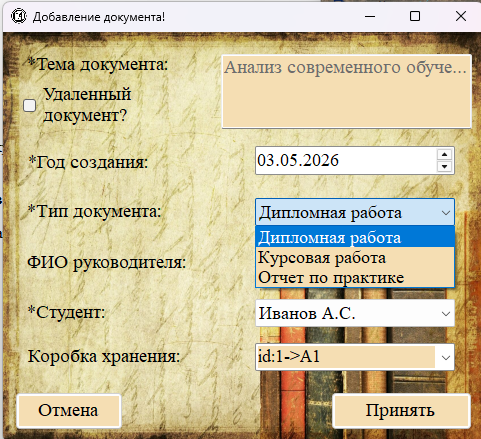 Добавление документа!
*Тема документа:
Анализ современного обуче...
Удаленный
документ?
*Год создания:
03.05.2026
*Тип документа:
Дипломная работа
Дипломная работа
Курсовая работа
Отчет по практике
ФИО руководителя:
*Студент:
Иванов А.С.
Коробка хранения:
id:1->A1
Отмена
Принять